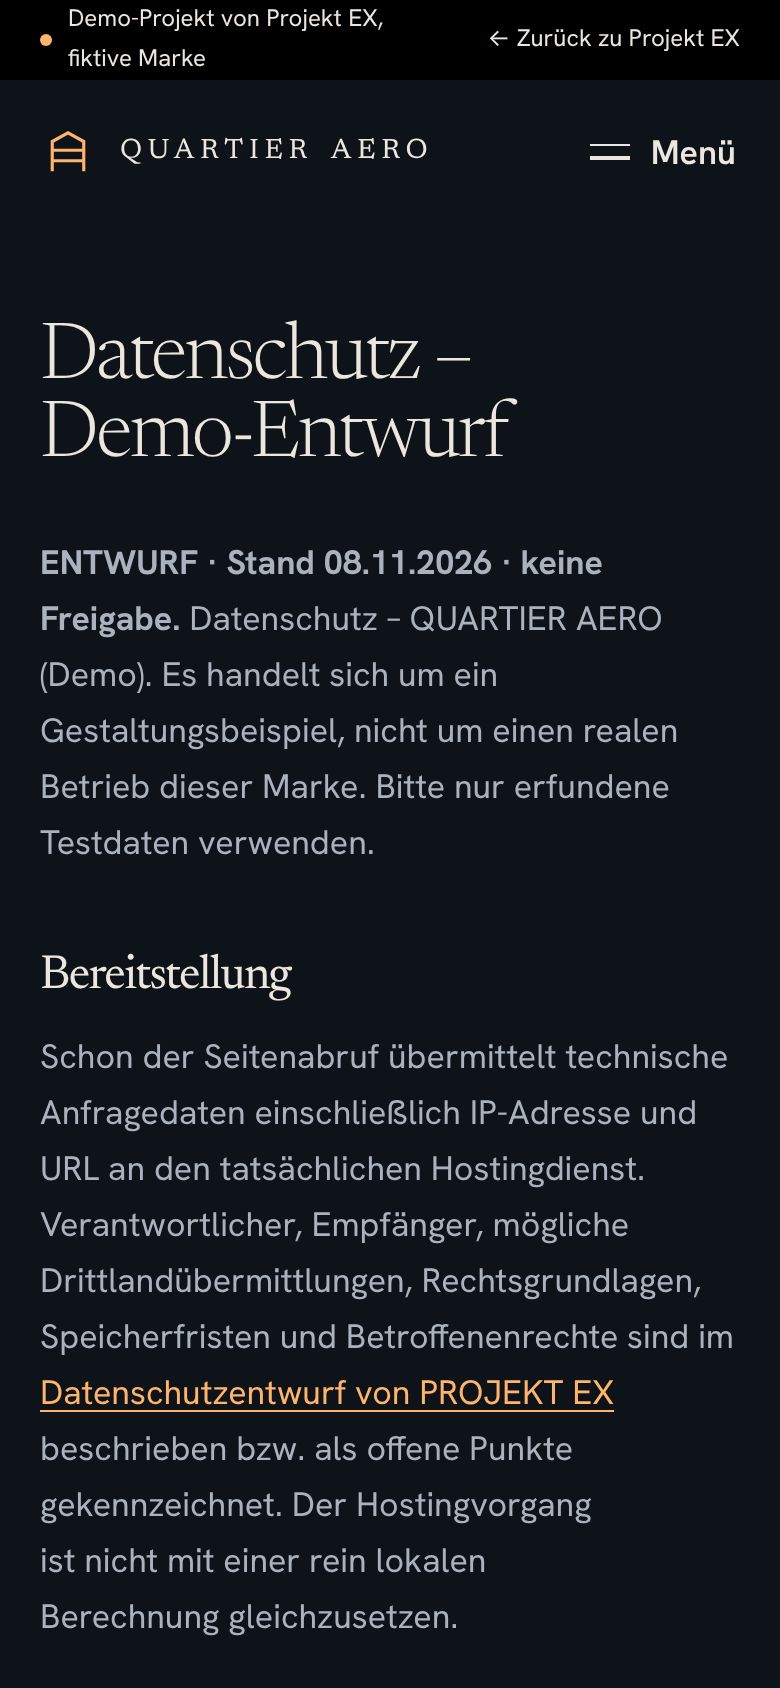 Demo-Projekt von Projekt EX,
fiktive Marke
← Zurück zu Projekt EX
QUARTIER AERO
Menü
Datenschutz –
Demo-Entwurf
ENTWURF · Stand 08.11.2026 · keine
Freigabe. Datenschutz – QUARTIER AERO
(Demo). Es handelt sich um ein
Gestaltungsbeispiel, nicht um einen realen
Betrieb dieser Marke. Bitte nur erfundene
Testdaten verwenden.
Bereitstellung
Schon der Seitenabruf übermittelt technische
Anfragedaten einschließlich IP-Adresse und
URL an den tatsächlichen Hostingdienst.
Verantwortlicher, Empfänger, mögliche
Drittlandübermittlungen, Rechtsgrundlagen,
Speicherfristen und Betroffenenrechte sind im
Datenschutzentwurf von PROJEKT EX
beschrieben bzw. als offene Punkte
gekennzeichnet. Der Hostingvorgang
ist nicht mit einer rein lokalen
Berechnung gleichzusetzen.